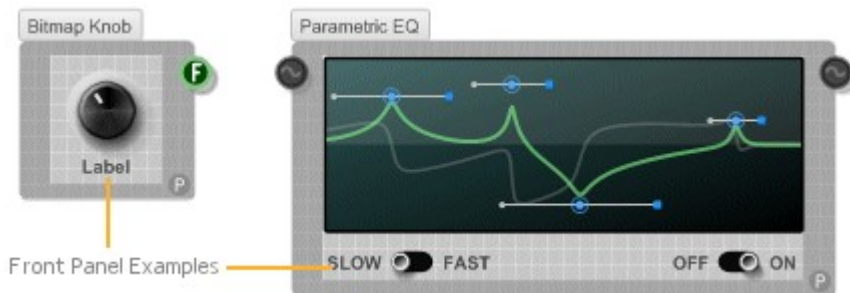 Bitmap Knob
Parametric EQ
F
Label
P
Front Panel Examples
SLOW FAST
OFF ON
P